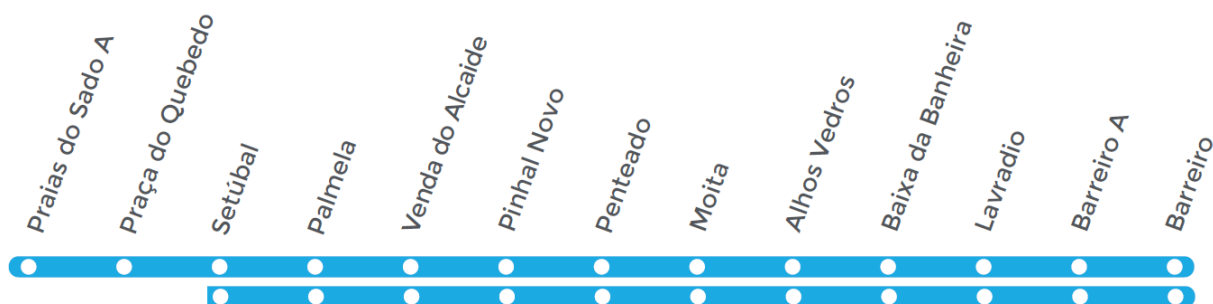 Praias do Sado A
Praça do Quebedo
Setúbal
Palmela
Venda do Alcaide
Pinhal Novo
Penteado
Moita
Alhos Vedros
Baixa da Banheira
Lavradio
Barreiro A
Barreiro